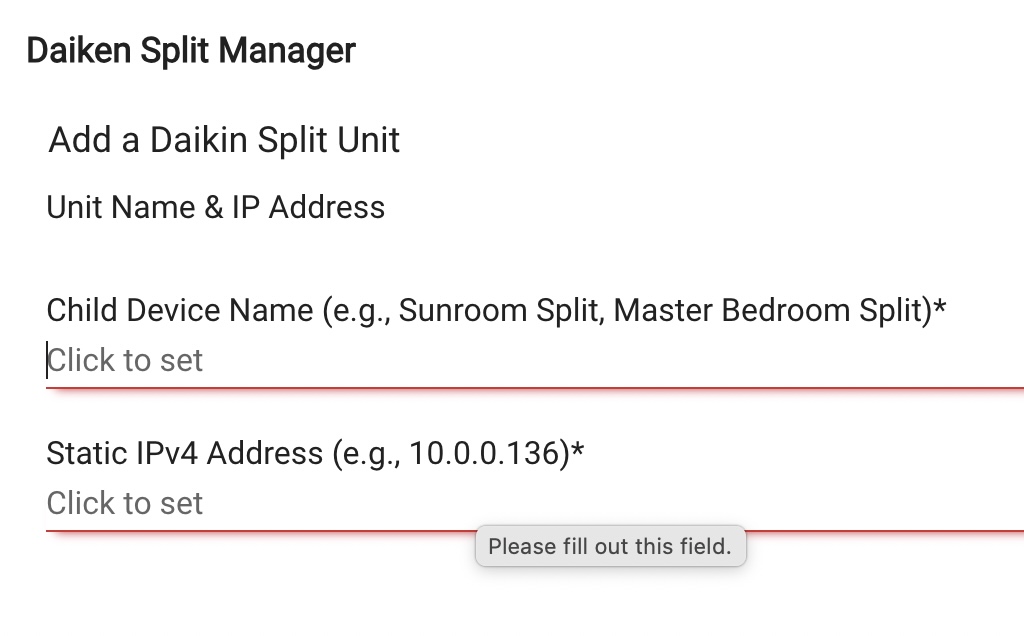 Daiken Split Manager
Add a Daikin Split Unit
Unit Name & IP Address
Child Device Name (e.g., Sunroom Split, Master Bedroom Split)*
Click to set
Static IPv4 Address (e.g., 10.0.0.136)*
Click to set
Please fill out this field.